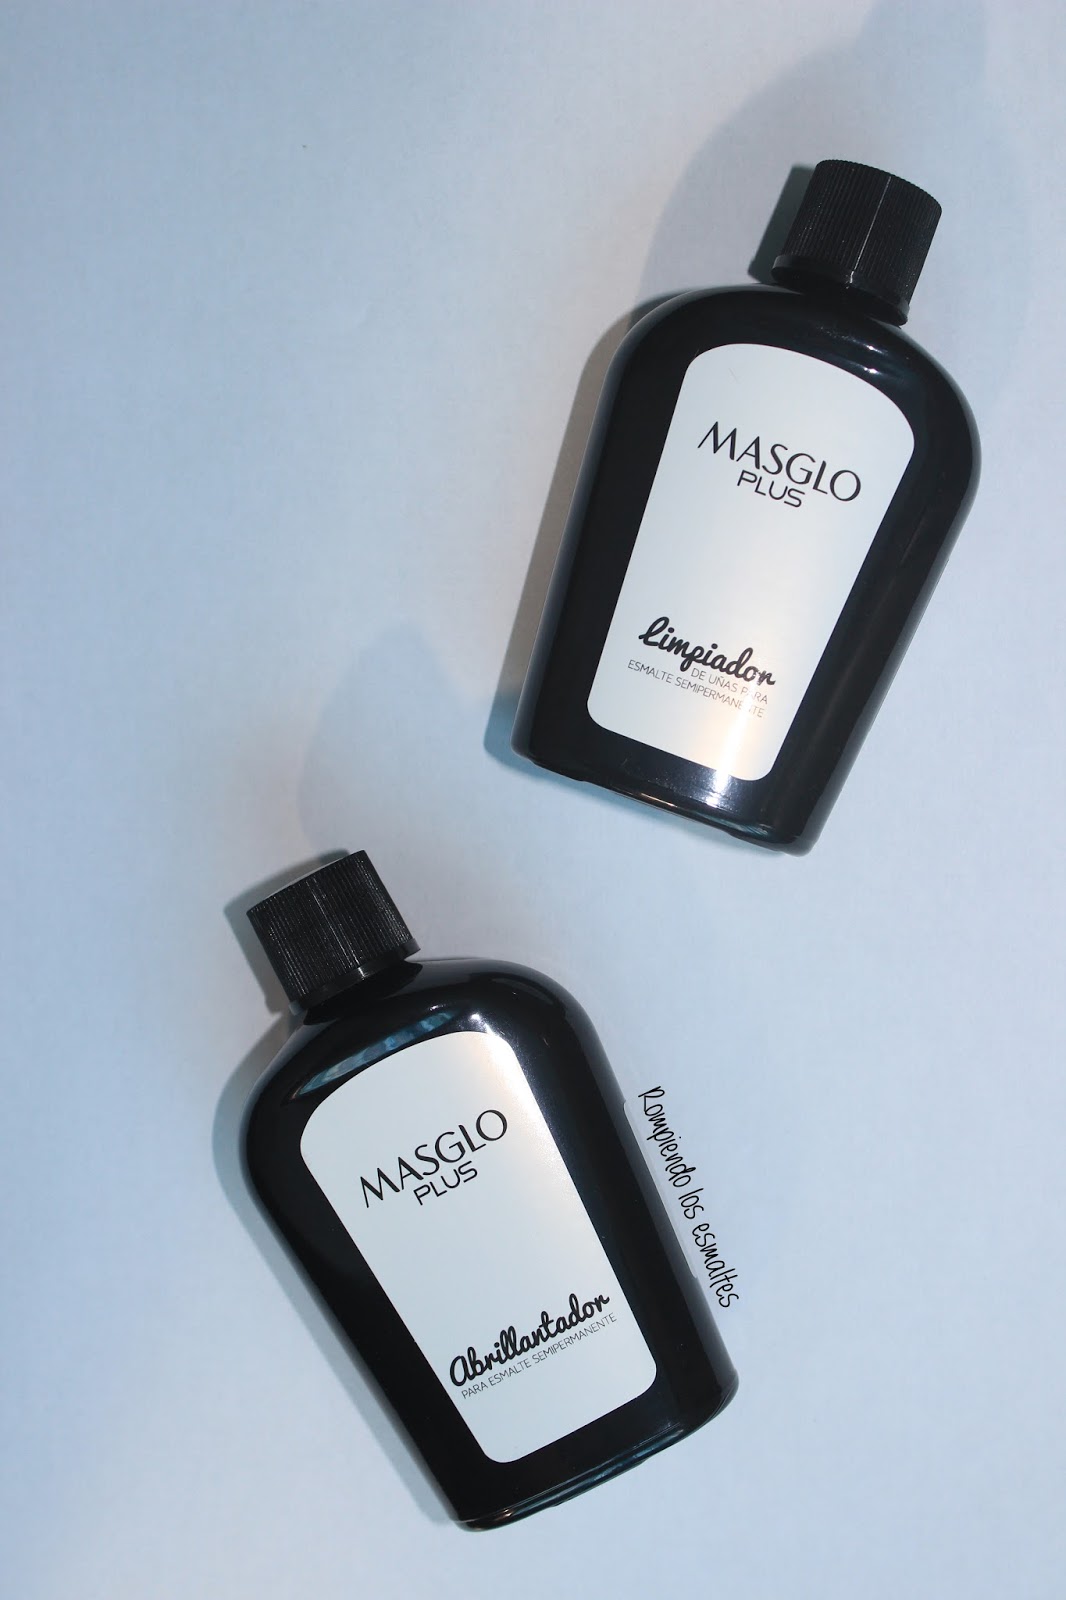 MASGLO
PLUS
Limpiador
DE UÑAS PARA
ESMALTE SEMIPERMANENTE
MASGLO
PLUS
Abrillantador
PARA ESMALTE SEMIPERMANENTE
Rompiendo los esmaltes